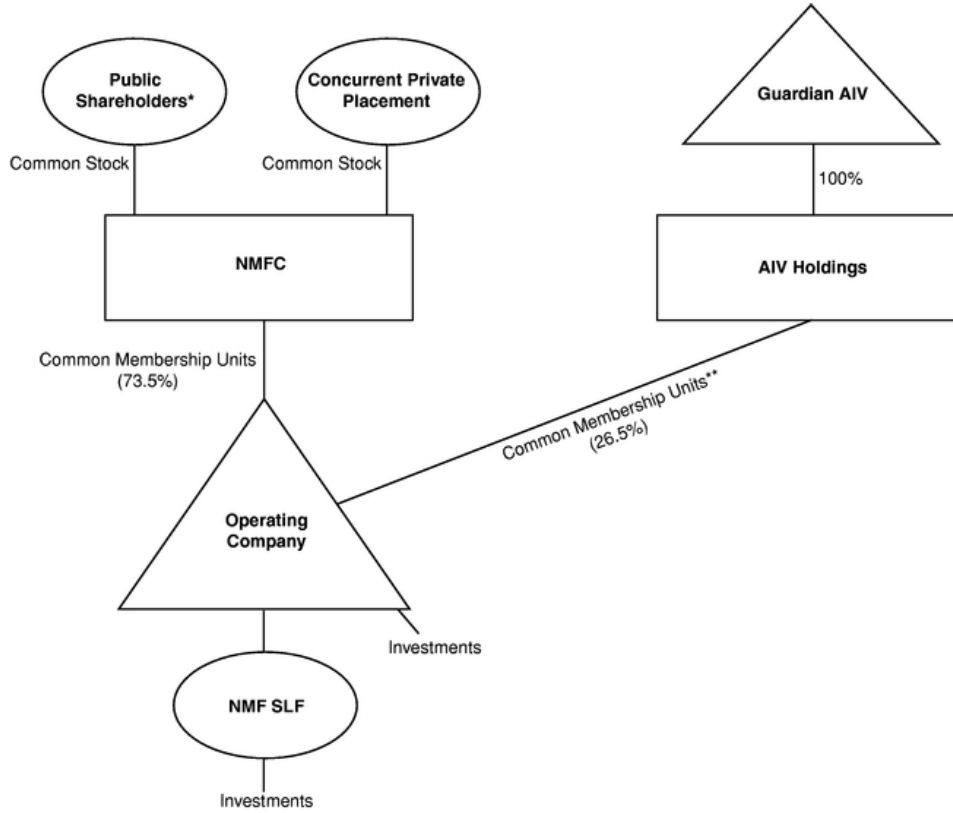 Public
Shareholders*
Concurrent Private
Placement
Guardian AIV
Common Stock
Common Stock
100%
NMFC
AIV Holdings
Common Membership Units
(73.5%)
Common Membership Units**
(26.5%)
Operating
Company
Investments
NMF SLF
Investments